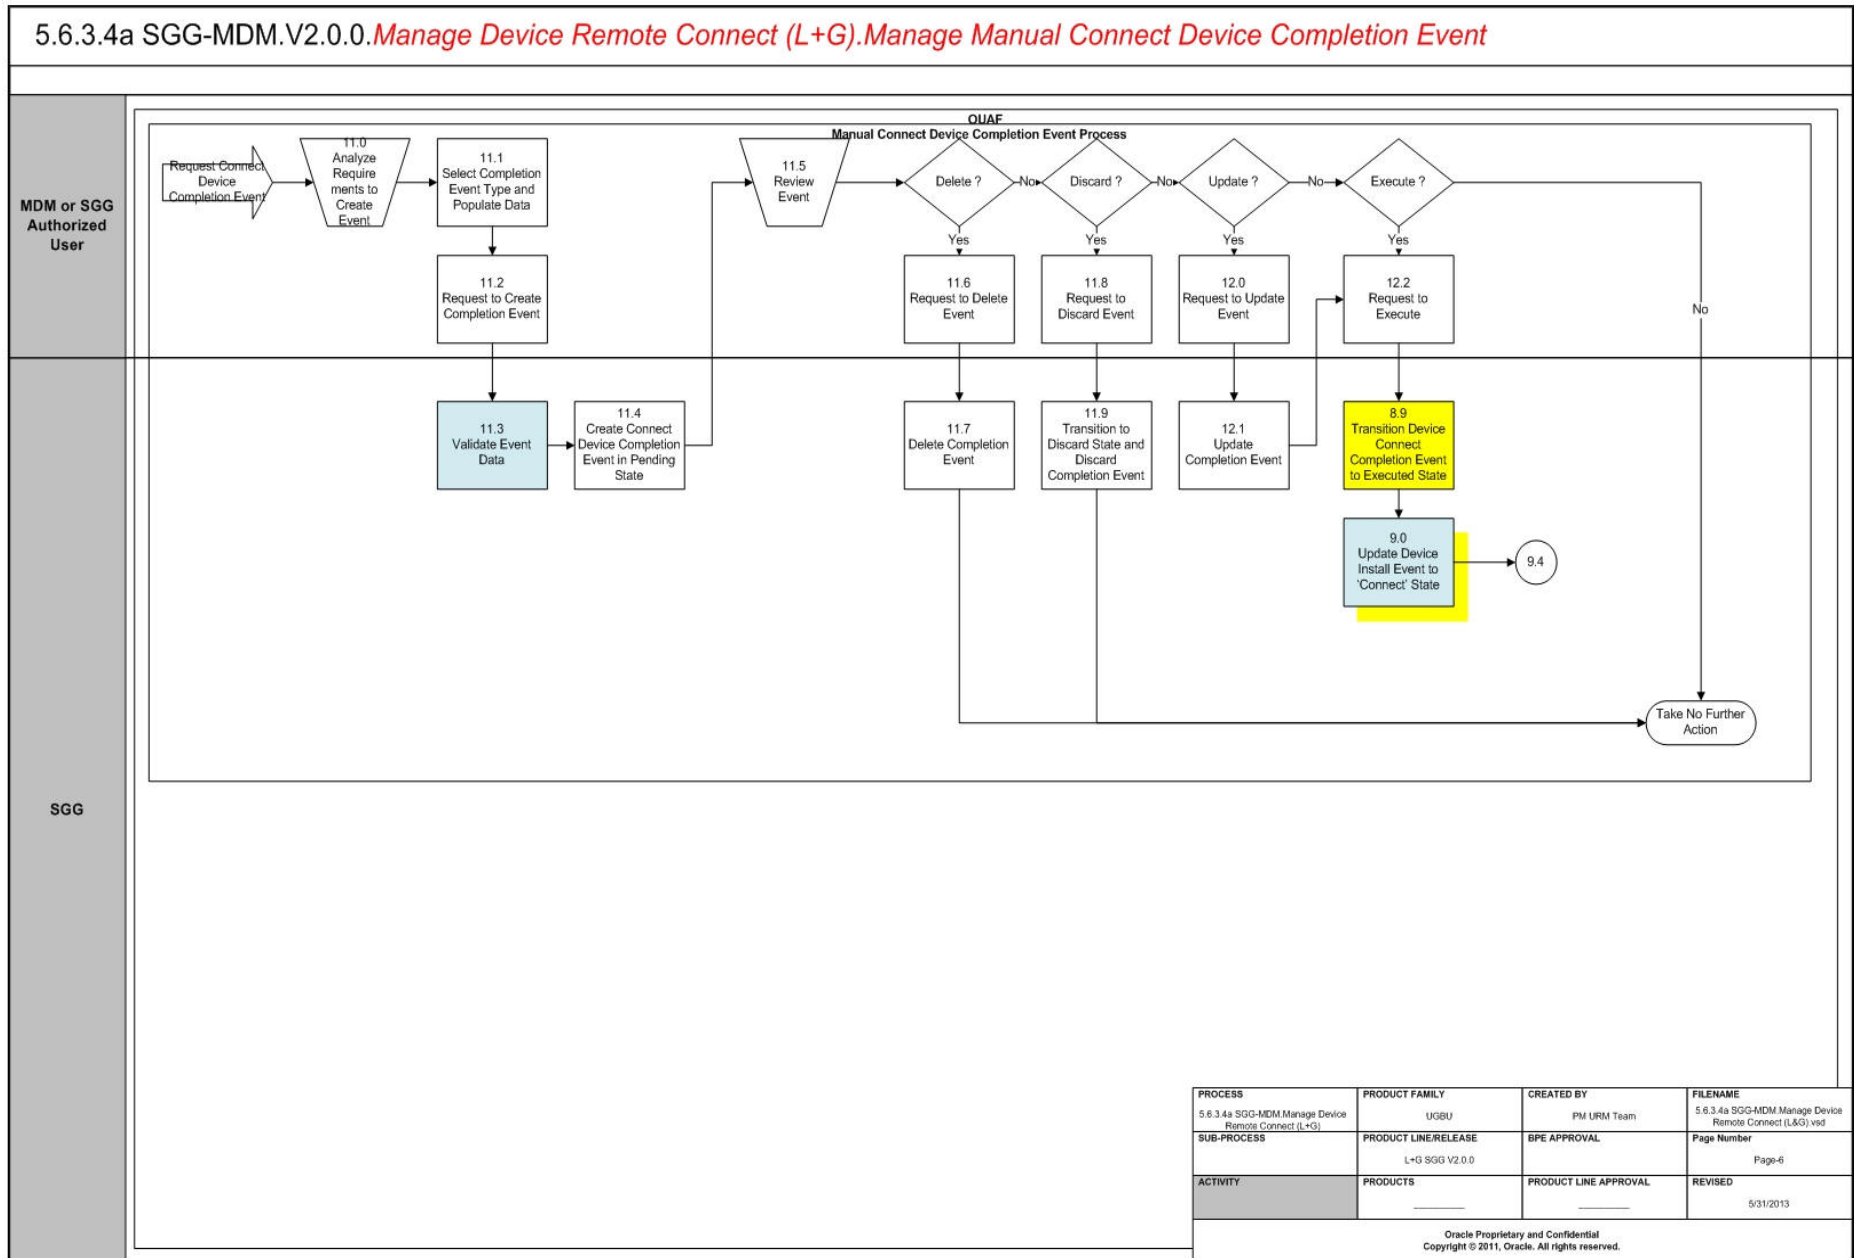 5.6.3.4a SGG-MDM.V2.0.0.Manage Device Remote Connect (L+G).Manage Manual Connect Device Completion Event
MDM or SGG
Authorized
User
OUAF
Manual Connect Device Completion Event Process
Request Connect
Device
Completion Event
11.0
Analyze
Require
ments to
Create
Event
11.1
Select Completion
Event Type and
Populate Data
11.5
Review
Event
Delete ?
No
Discard ?
No
Update ?
No
Execute ?
Yes
Yes
Yes
Yes
11.2
Request to Create
Completion Event
11.6
Request to Delete
Event
11.8
Request to
Discard Event
12.0
Request to Update
Event
12.2
Request to
Execute
No
SGG
11.3
Validate Event
Data
11.4
Create Connect
Device Completion
Event in Pending
State
11.7
Delete Completion
Event
11.9
Transition to
Discard State and
Discard
Completion Event
12.1
Update
Completion Event
8.9
Transition Device
Connect
Completion Event
to Executed State
9.0
Update Device
Install Event to
'Connect' State
9.4
Take No Further
Action
PROCESS
5.6.3.4a SGG-MDM.Manage Device
Remote Connect (L+G)
PRODUCT FAMILY
UGBU
CREATED BY
PM URM Team
FILENAME
5.6.3.4a SGG-MDM.Manage Device
Remote Connect (L&G).vsd
SUB-PROCESS
PRODUCT LINE/RELEASE
L+G SGG V2.0.0
BPE APPROVAL
Page Number
Page-6
ACTIVITY
PRODUCTS
PRODUCT LINE APPROVAL
REVISED
5/31/2013
Oracle Proprietary and Confidential
Copyright © 2011, Oracle. All rights reserved.